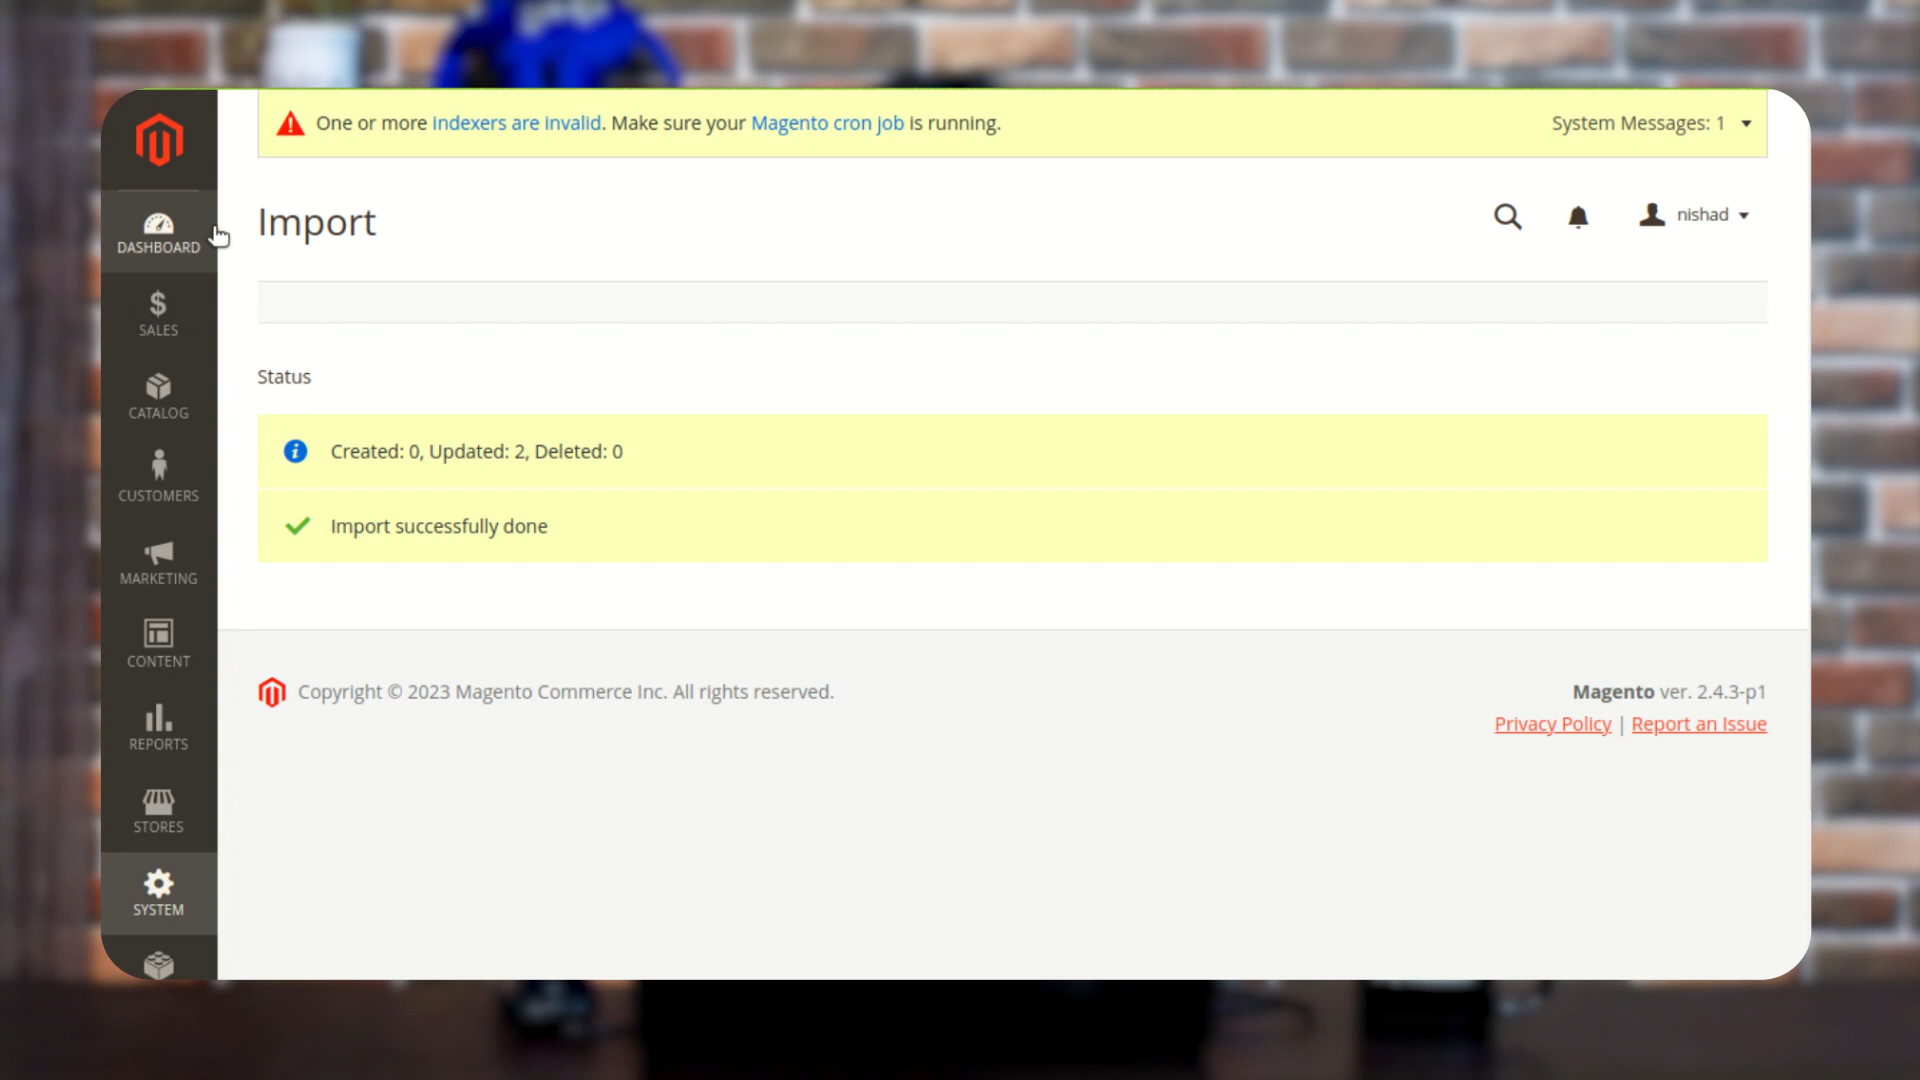 One or more indexers are invalid. Make sure your Magento cron job is running.
System Messages: 1
Import
nishad
DASHBOARD
SALES
CATALOG
CUSTOMERS
MARKETING
CONTENT
REPORTS
STORES
SYSTEM
Status
Created: 0, Updated: 2, Deleted: 0
Import successfully done
Copyright © 2023 Magento Commerce Inc. All rights reserved.
Magento ver. 2.4.3-p1
Privacy Policy | Report an Issue